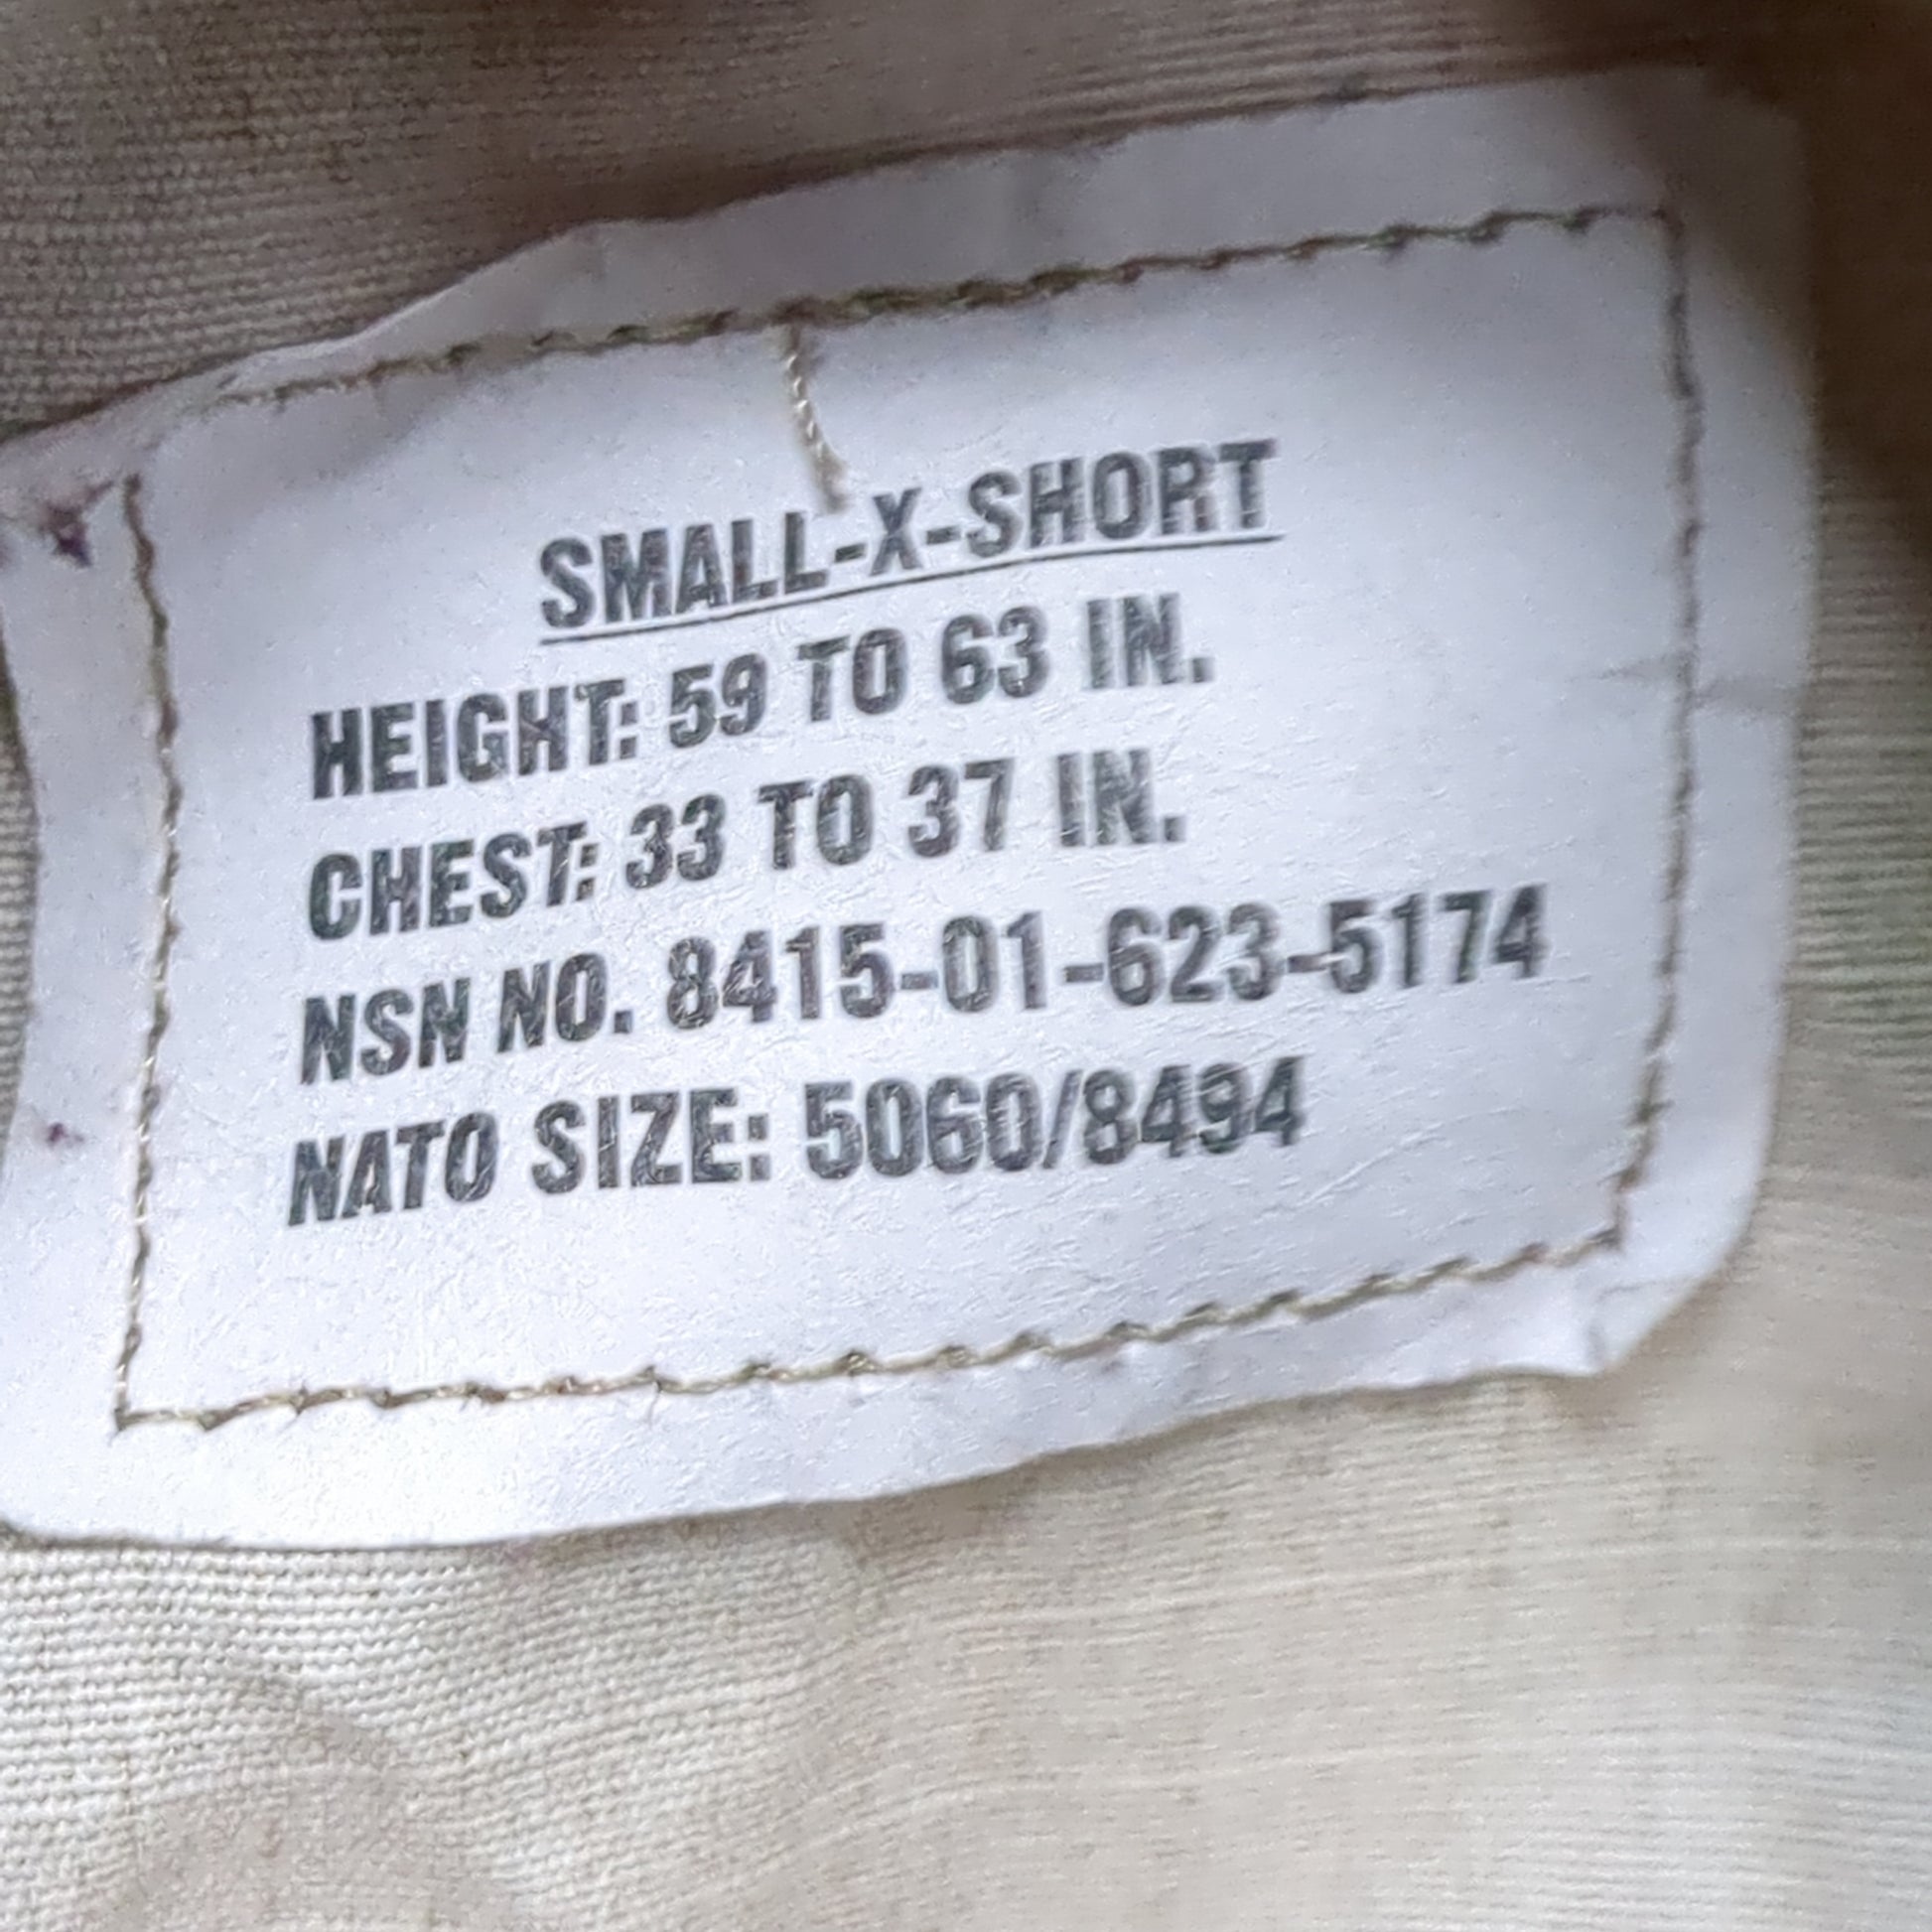 SMALL-X-SHORT
HEIGHT: 59 TO 63 IN.
CHEST: 33 TO 37 IN.
NSN NO. 8415-01-623-5174
NATO SIZE: 5060/8494